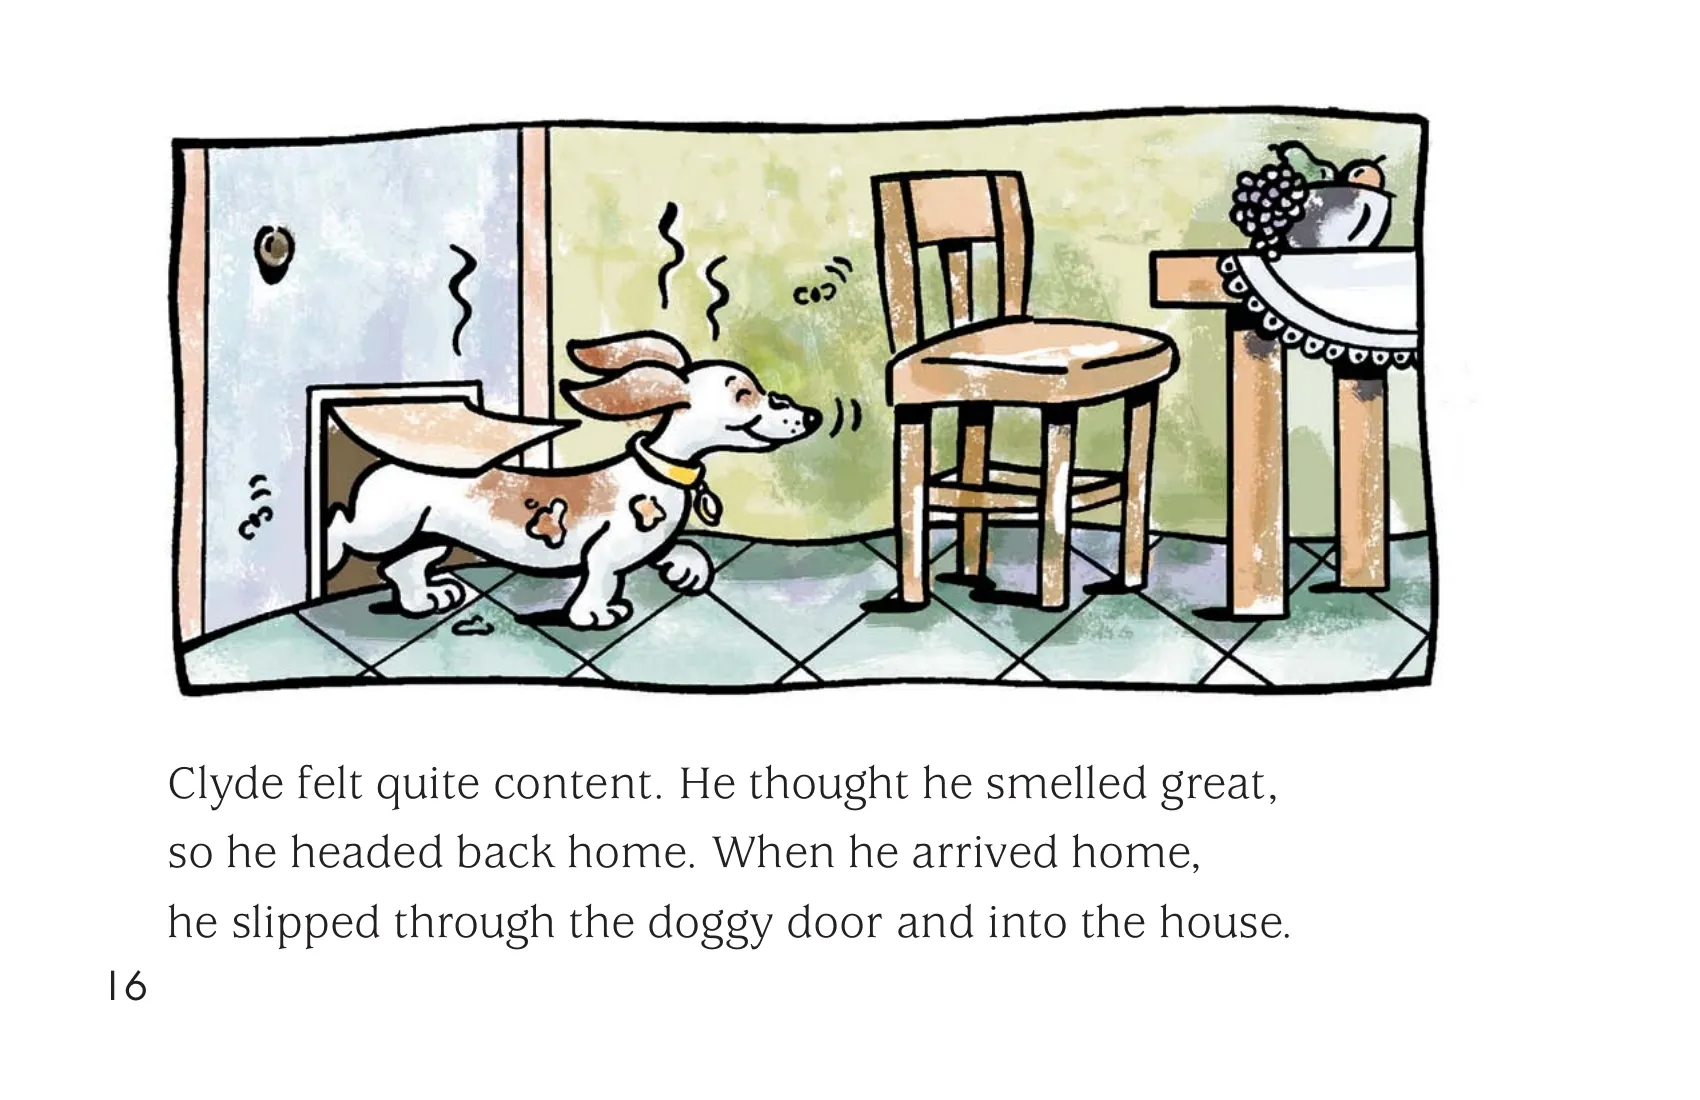 Clyde felt quite content. He thought he smelled great,
so he headed back home. When he arrived home,
he slipped through the doggy door and into the house.
16